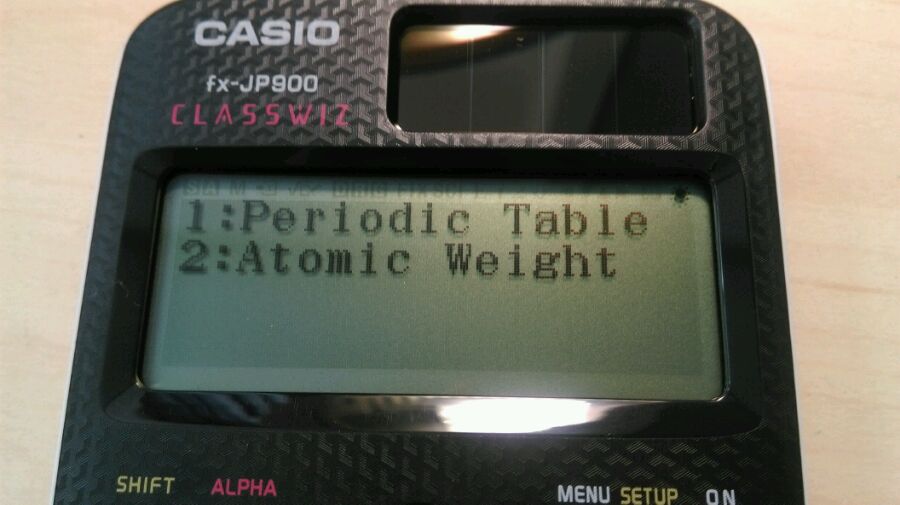 CASIO
fx-JP900
CLASSWIZ
1:Periodic Table
2:Atomic Weight
SHIFT ALPHA MENU SETUP ON